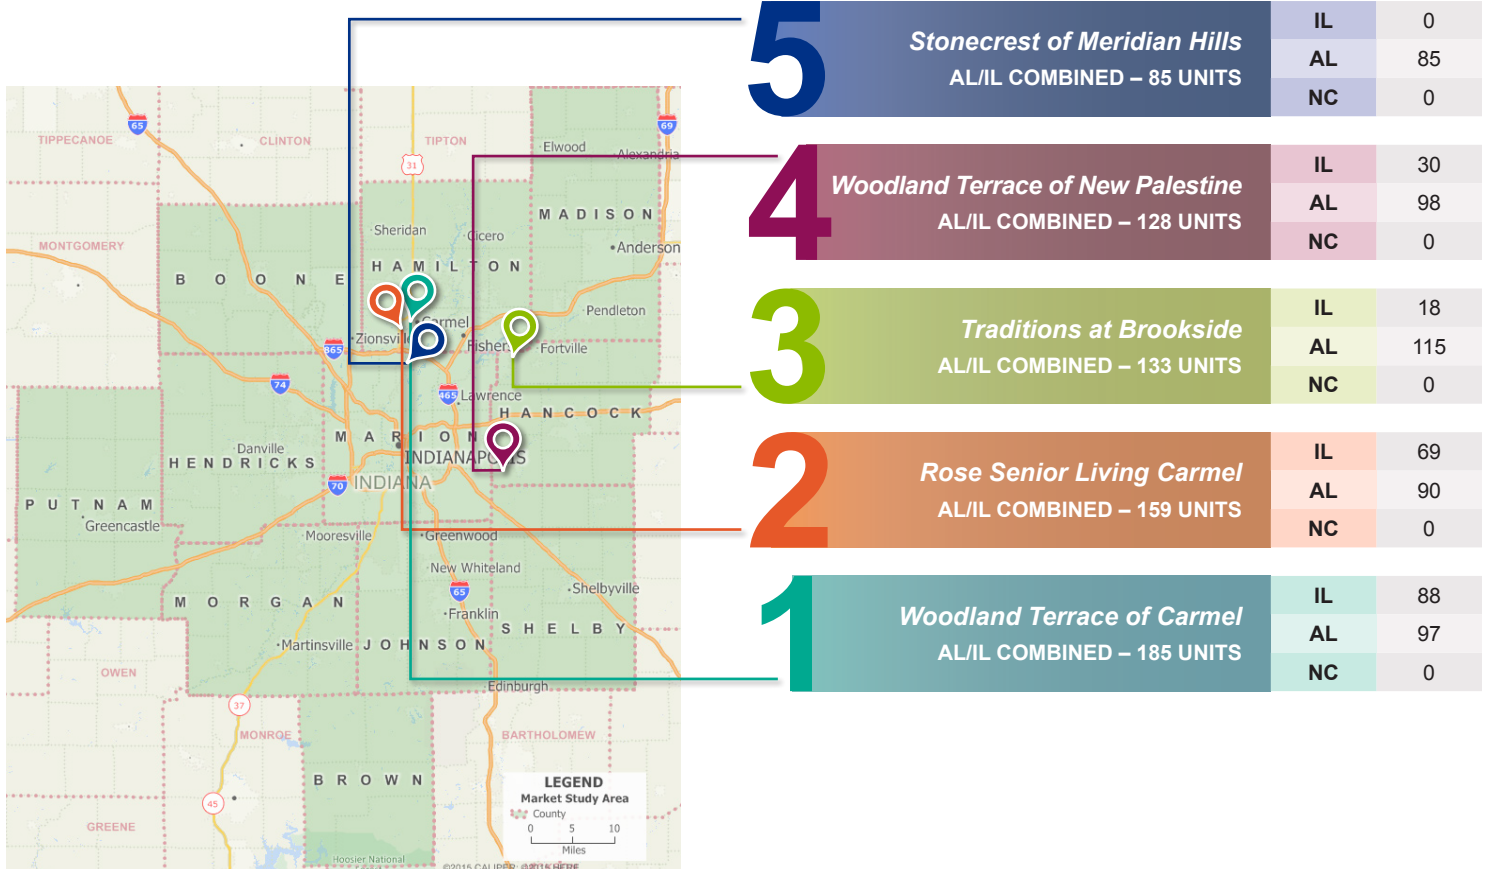 5
Stonecrest of Meridian Hills
AL/IL COMBINED – 85 UNITS
IL 0
AL 85
NC 0
4
Woodland Terrace of New Palestine
AL/IL COMBINED – 128 UNITS
IL 30
AL 98
NC 0
3
Traditions at Brookside
AL/IL COMBINED – 133 UNITS
IL 18
AL 115
NC 0
2
Rose Senior Living Carmel
AL/IL COMBINED – 159 UNITS
IL 69
AL 90
NC 0
1
Woodland Terrace of Carmel
AL/IL COMBINED – 185 UNITS
IL 88
AL 97
NC 0
65
69
TIPPECANOE
CLINTON
TIPTON
Elwood
Alexandria
31
MADISON
Sheridan
Cicero
MONTGOMERY
Anderson
HAMILTON
BOONE
Pendleton
Carmel
Zionsville
Fishers
Fortville
865
74
465
Lawrence
HANCOCK
MARION
Danville
INDIANAPOLIS
HENDRICKS
70
INDIANA
PUTNAM
Greencastle
Mooresville
Greenwood
New Whiteland
65
Shelbyville
MORGAN
Franklin
SHELBY
Martinsville
JOHNSON
OWEN
Edinburgh
37
MONROE
BARTHOLOMEW
BROWN
45
GREENE
LEGEND
Market Study Area
County
0 5 10
Miles
Hoosier National
©2015 CALIPER; ©2015 HERE